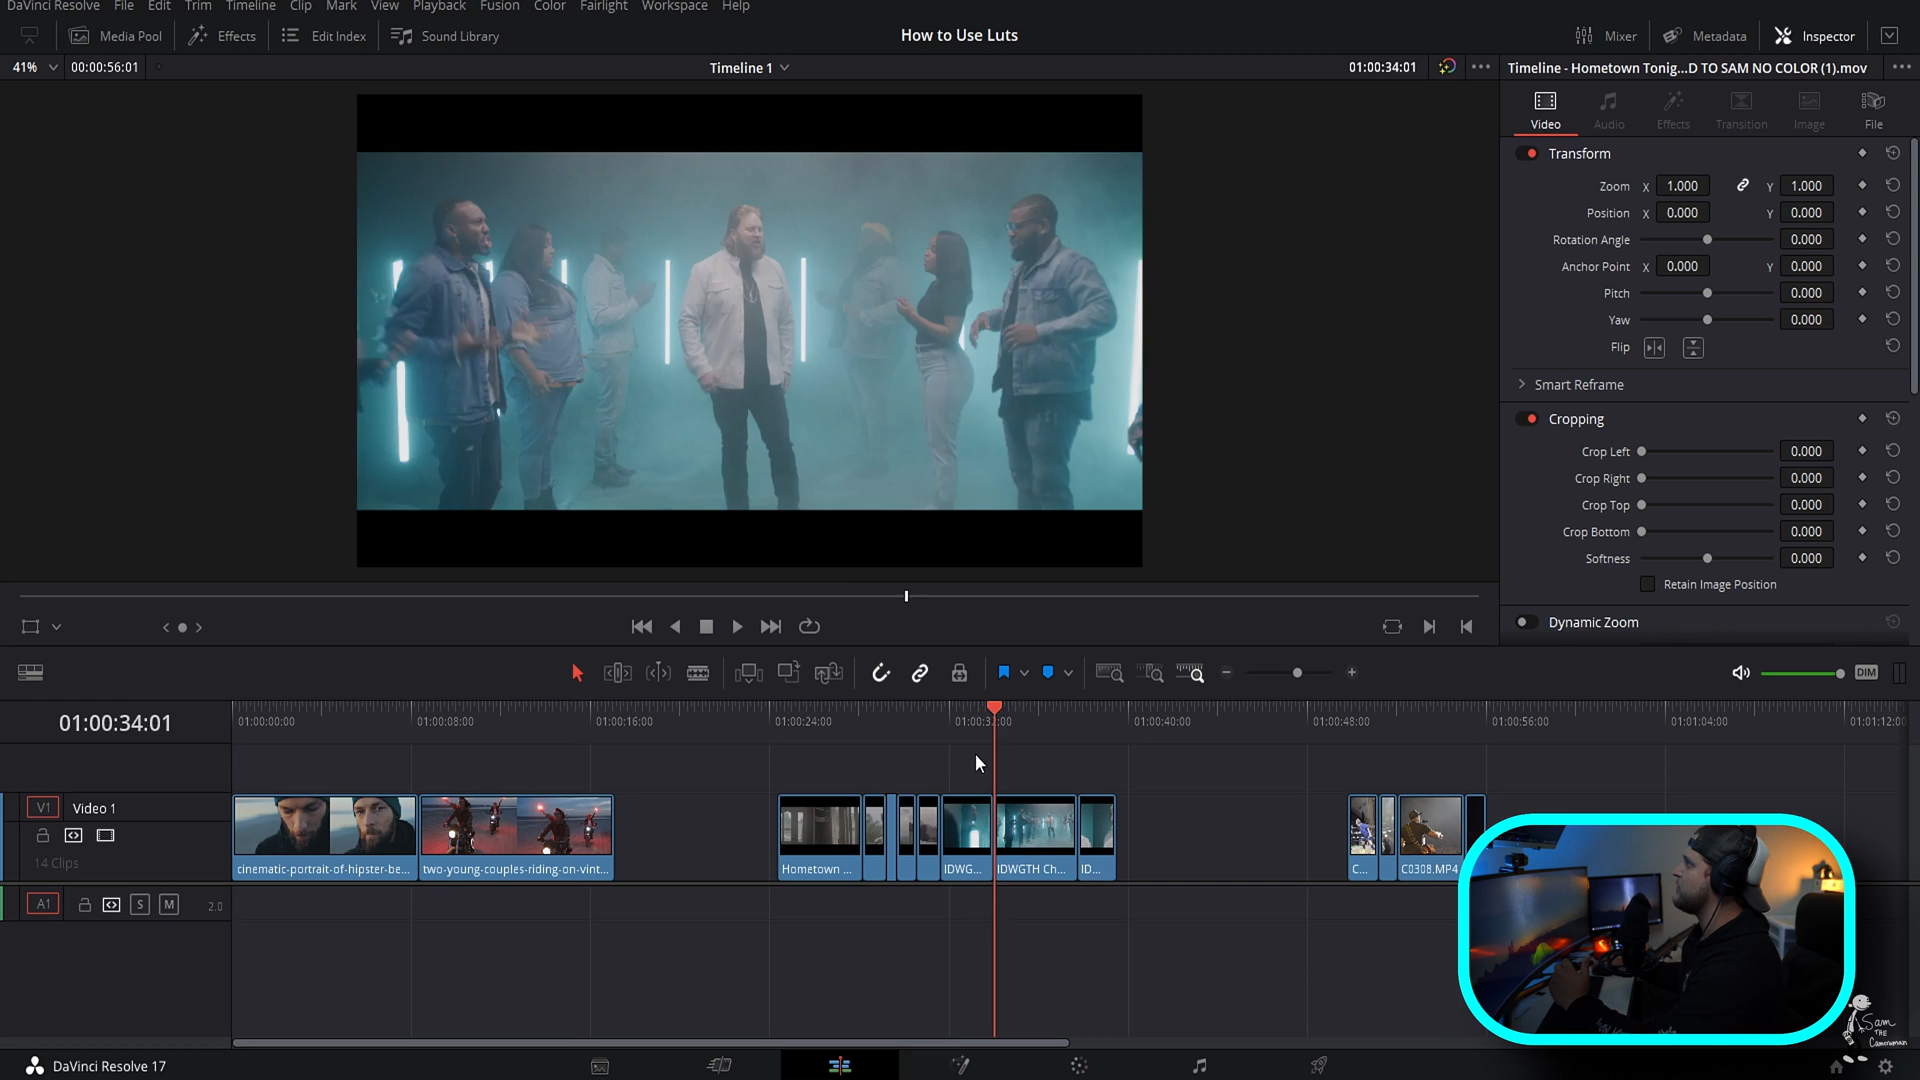 DaVinci Resolve File Edit Trim Timeline Clip Mark View Playback Fusion Color Fairlight Workspace Help
Media Pool Effects Edit Index Sound Library How to Use Luts Mixer Metadata Inspector
41% 00:00:56:01 Timeline 1 01:00:34:01 Timeline - Hometown Tonig...D TO SAM NO COLOR (1).mov
Video Audio Effects Transition Image File
Transform
Zoom X 1.000 Y 1.000
Position X 0.000 Y 0.000
Rotation Angle 0.000
Anchor Point X 0.000 Y 0.000
Pitch 0.000
Yaw 0.000
Flip
Smart Reframe
Cropping
Crop Left 0.000
Crop Right 0.000
Crop Top 0.000
Crop Bottom 0.000
Softness 0.000
Retain Image Position
Dynamic Zoom
DIM
01:00:34:01
01:00:00:00 01:00:08:00 01:00:16:00 01:00:24:00 01:00:40:00 01:00:48:00 01:00:56:00 01:01:04:00 01:01:12:00
V1 Video 1
14 Clips
cinematic-portrait-of-hipster-be... two-young-couples-riding-on-vint... Hometown ... IDWG... IDWGTH Ch... ID... C... C0308.MP4
A1 S M 2.0
Sam
THE
Cameraman
DaVinci Resolve 17